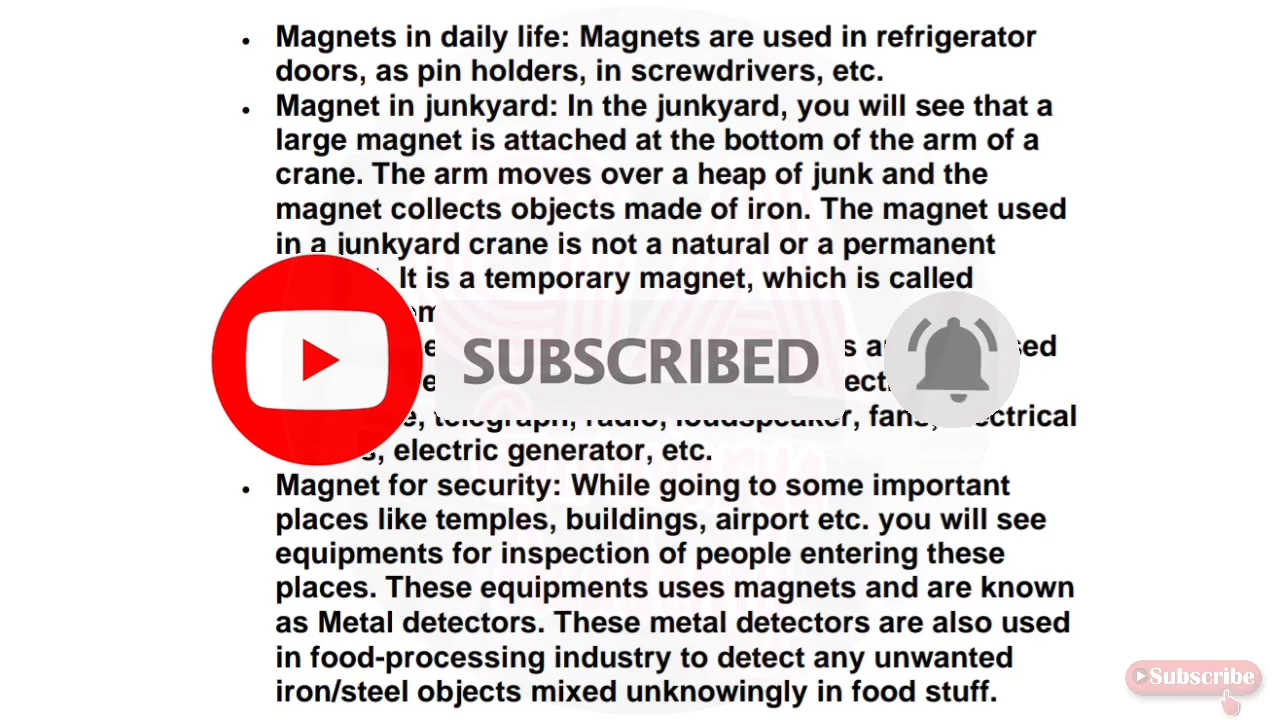 • Magnets in daily life: Magnets are used in refrigerator
doors, as pin holders, in screwdrivers, etc.
• Magnet in junkyard: In the junkyard, you will see that a
large magnet is attached at the bottom of the arm of a
crane. The arm moves over a heap of junk and the
magnet collects objects made of iron. The magnet used
in a junkyard crane is not a natural or a permanent
It is a temporary magnet, which is called
SUBSCRIBED
telegraph, radio, loudspeaker, fans, electrical
electric generator, etc.
• Magnet for security: While going to some important
places like temples, buildings, airport etc. you will see
equipments for inspection of people entering these
places. These equipments uses magnets and are known
as Metal detectors. These metal detectors are also used
in food-processing industry to detect any unwanted
iron/steel objects mixed unknowingly in food stuff.
Subscribe